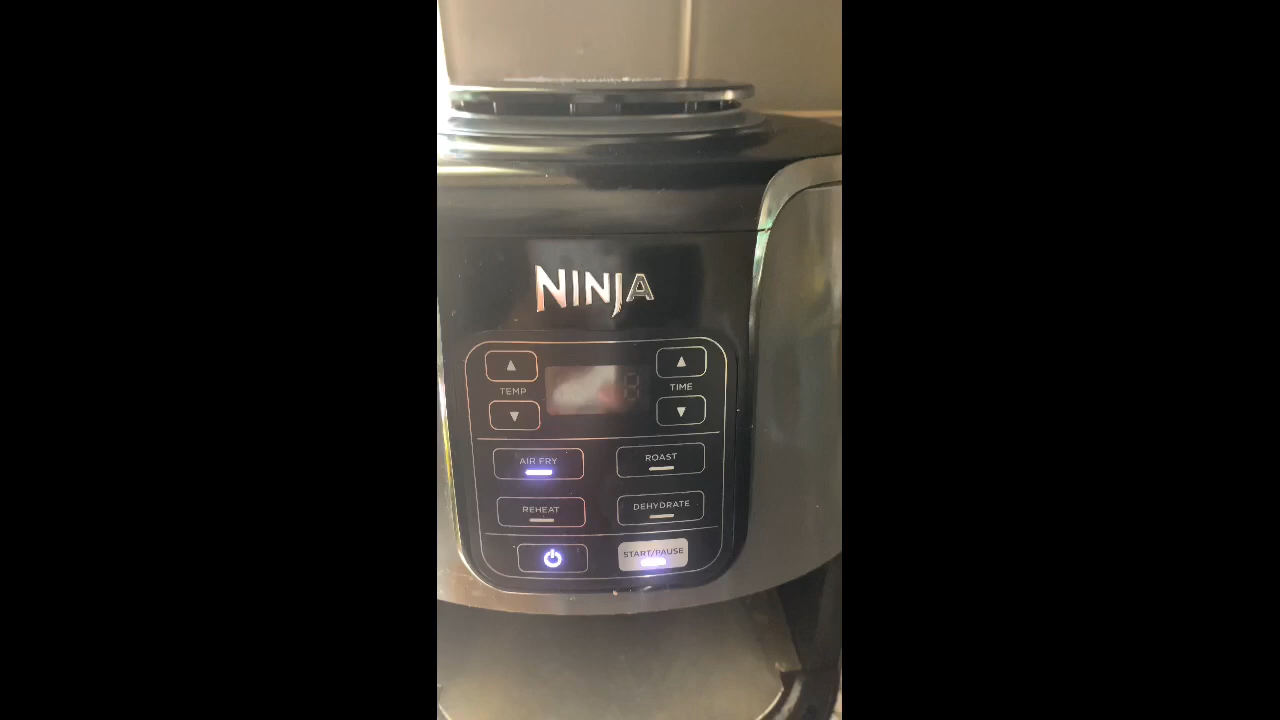 NINJA
TEMP
TIME
AIR FRY
ROAST
REHEAT
DEHYDRATE
START/PAUSE